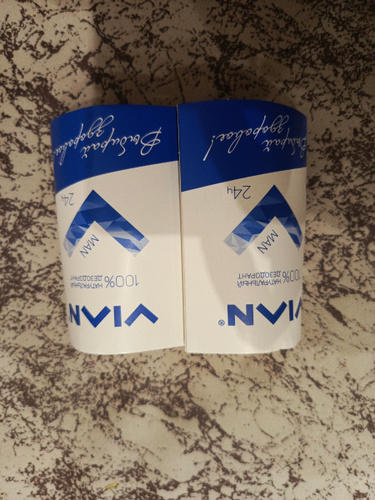 VIAN
100% НАТУРАЛЬНЫЙ
ДЕЗОДОРАНТ
MAN
24ч
Выбирай
здоровье!
VIAN®
100% НАТУРАЛЬНЫЙ
ДЕЗОДОРАНТ
MAN
24ч
Выбирай
здоровье!